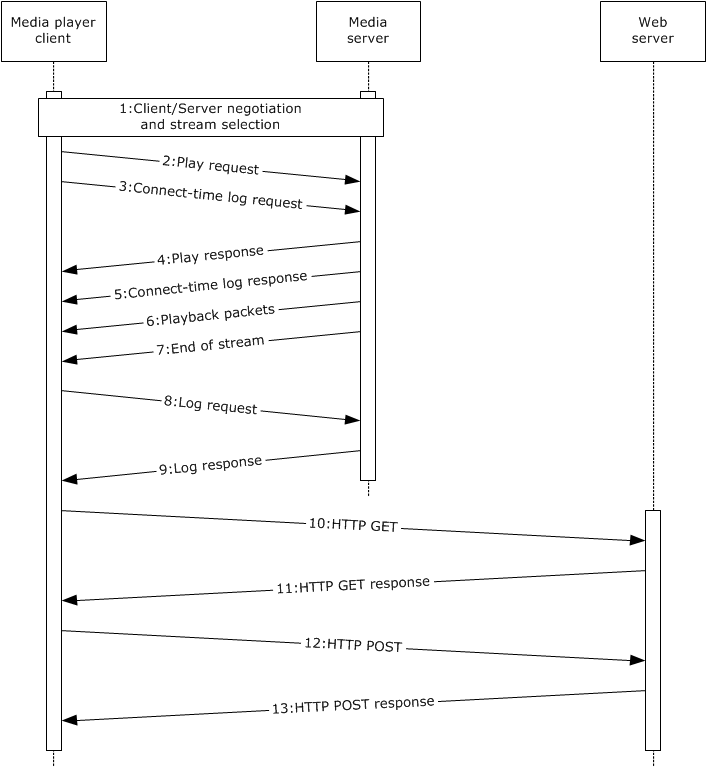 Media player
client
Media
server
Web
server
1:Client/Server negotiation
and stream selection
2:Play request
3:Connect-time log request
4:Play response
5:Connect-time log response
6:Playback packets
7:End of stream
8:Log request
9:Log response
10:HTTP GET
11:HTTP GET response
12:HTTP POST
13:HTTP POST response